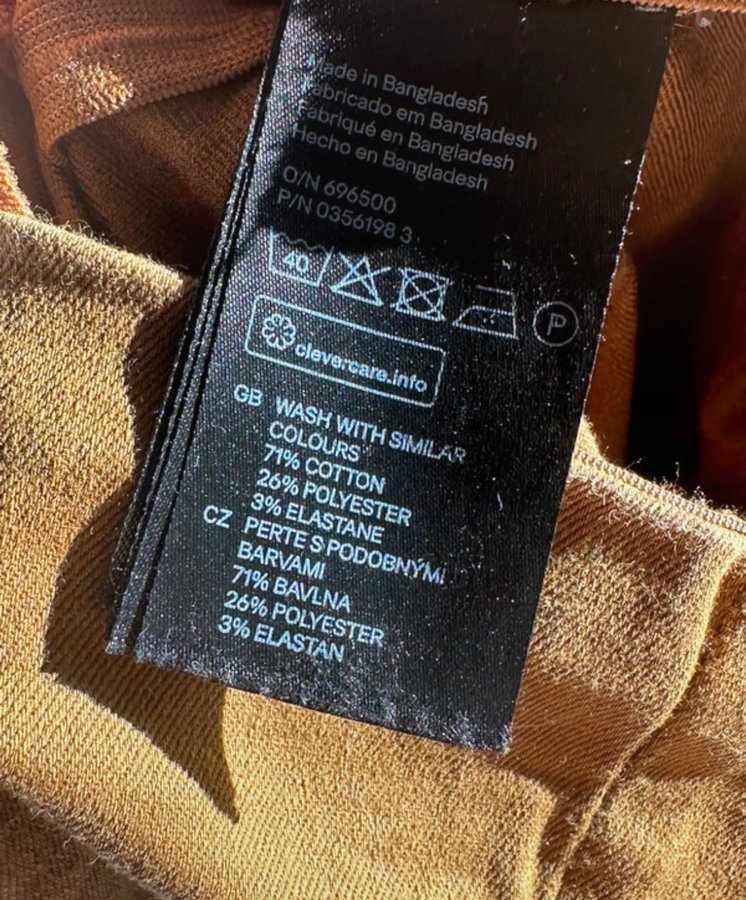 Made in Bangladesh
Fabricado em Bangladesh
Fabriqué en Bangladesh
Hecho en Bangladesh
O/N 696500
P/N 0356198 3
40 P
clevercare.info
GB WASH WITH SIMILAR
COLOURS
71% COTTON
26% POLYESTER
3% ELASTANE
CZ PERTE S PODOBNÝMI
BARVAMI
71% BAVLNA
26% POLYESTER
3% ELASTAN